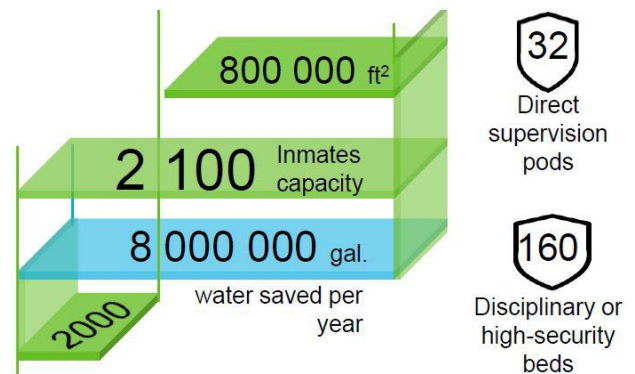 800 000 ft²
2 100 Inmates
capacity
8 000 000 gal.
water saved per
year
2000
32
Direct
supervision
pods
160
Disciplinary or
high-security
beds